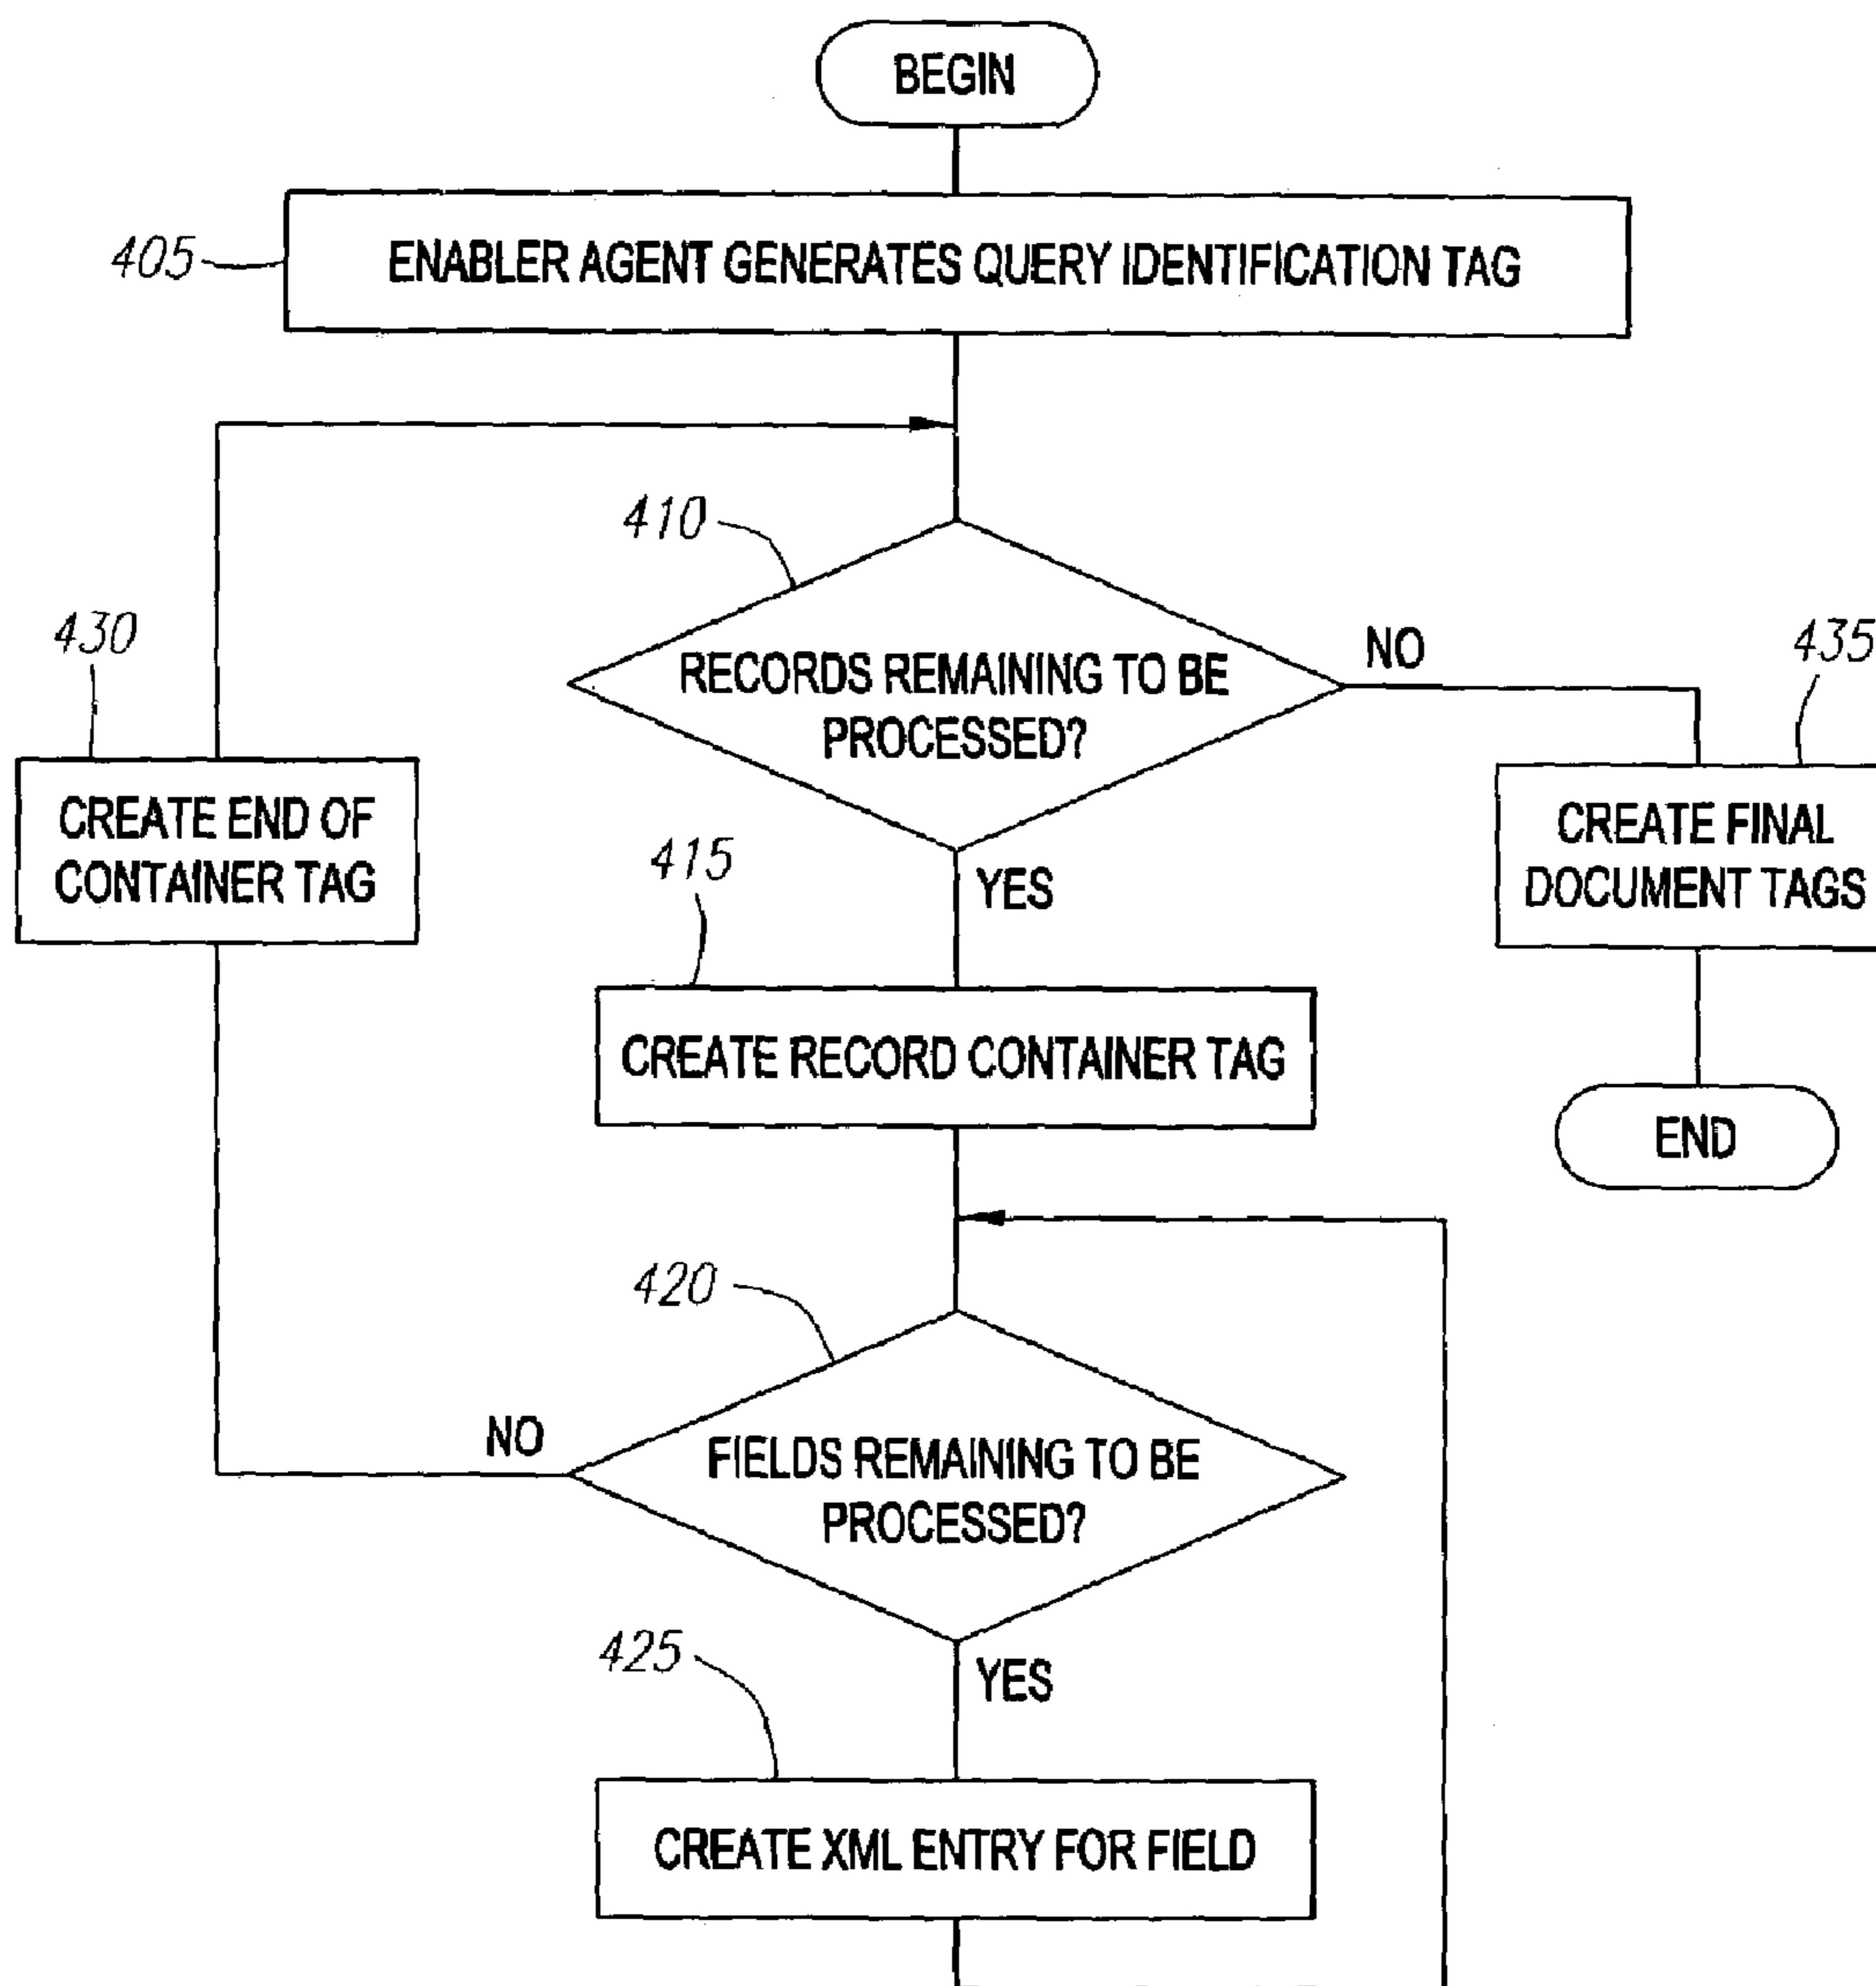 BEGIN
405
ENABLER AGENT GENERATES QUERY IDENTIFICATION TAG
410
RECORDS REMAINING TO BE
PROCESSED?
NO
YES
430
CREATE END OF
CONTAINER TAG
435
CREATE FINAL
DOCUMENT TAGS
END
415
CREATE RECORD CONTAINER TAG
420
FIELDS REMAINING TO BE
PROCESSED?
NO
YES
425
CREATE XML ENTRY FOR FIELD